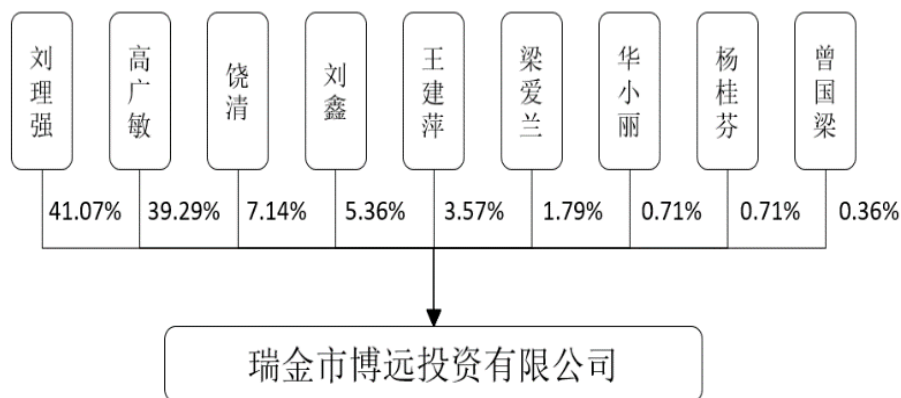 刘理强
高广敏
饶清
刘鑫
王建萍
梁爱兰
华小丽
杨桂芬
曾国梁
41.07%
39.29%
7.14%
5.36%
3.57%
1.79%
0.71%
0.71%
0.36%
瑞金市博远投资有限公司